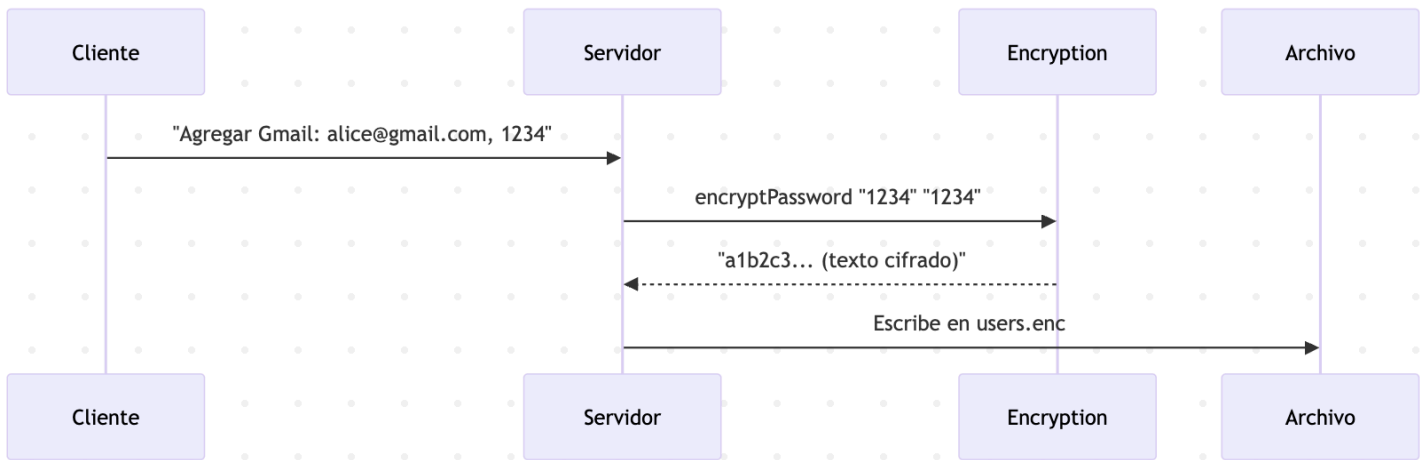 Cliente
Servidor
Encryption
Archivo
"Agregar Gmail: alice@gmail.com, 1234"
encryptPassword "1234" "1234"
"a1b2c3... (texto cifrado)"
Escribe en users.enc
Cliente
Servidor
Encryption
Archivo